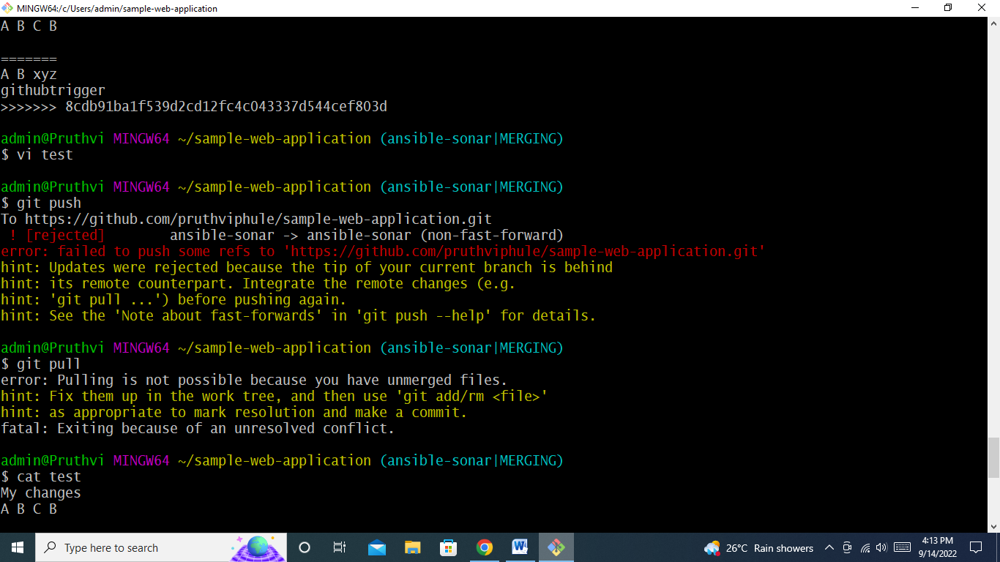 MINGW64:/c/Users/admin/sample-web-application
A B C B
=======
A B xyz
githubtrigger
>>>>>>> 8cdb91ba1f539d2cd12fc4c043337d544cef803d
admin@Pruthvi MINGW64 ~/sample-web-application (ansible-sonar|MERGING)
$ vi test
admin@Pruthvi MINGW64 ~/sample-web-application (ansible-sonar|MERGING)
$ git push
To https://github.com/pruthviphule/sample-web-application.git
! [rejected]        ansible-sonar -> ansible-sonar (non-fast-forward)
error: failed to push some refs to 'https://github.com/pruthviphule/sample-web-application.git'
hint: Updates were rejected because the tip of your current branch is behind
hint: its remote counterpart. Integrate the remote changes (e.g.
hint: 'git pull ...') before pushing again.
hint: See the 'Note about fast-forwards' in 'git push --help' for details.
admin@Pruthvi MINGW64 ~/sample-web-application (ansible-sonar|MERGING)
$ git pull
error: Pulling is not possible because you have unmerged files.
hint: Fix them up in the work tree, and then use 'git add/rm <file>'
hint: as appropriate to mark resolution and make a commit.
fatal: Exiting because of an unresolved conflict.
admin@Pruthvi MINGW64 ~/sample-web-application (ansible-sonar|MERGING)
$ cat test
My changes
A B C B
Type here to search
26°C Rain showers
4:13 PM
9/14/2022